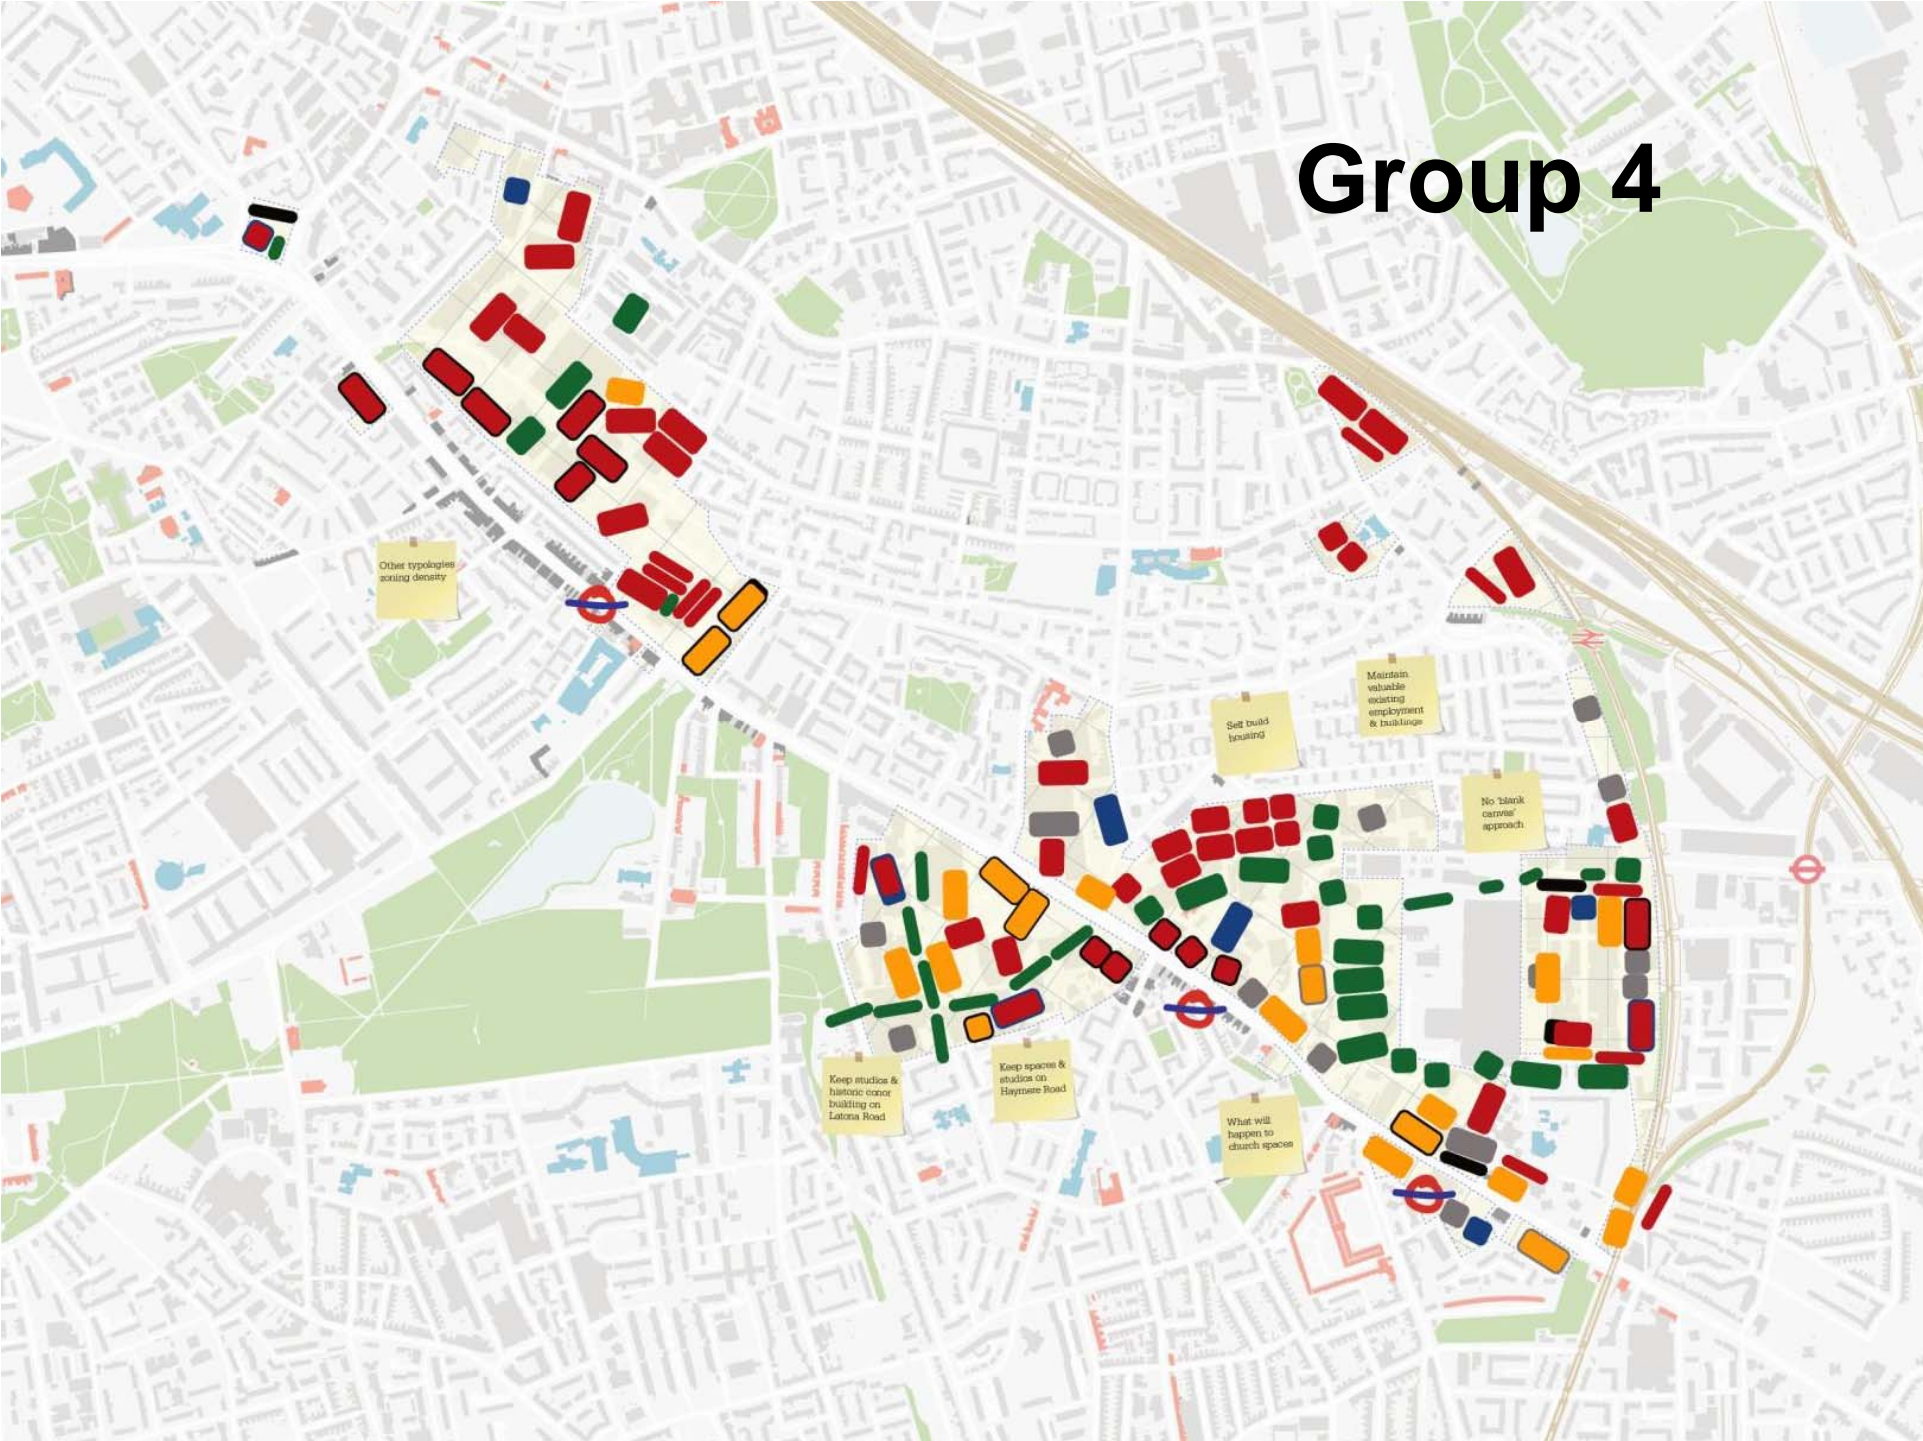 Group 4
Other typologies
zoning density
Self build
housing
Maintain
valuable
existing
employment
& buildings
No 'blank
canvas'
approach
Keep studios &
historic conor
building on
Latona Road
Keep spaces &
studios on
Haymere Road
What will
happen to
church spaces